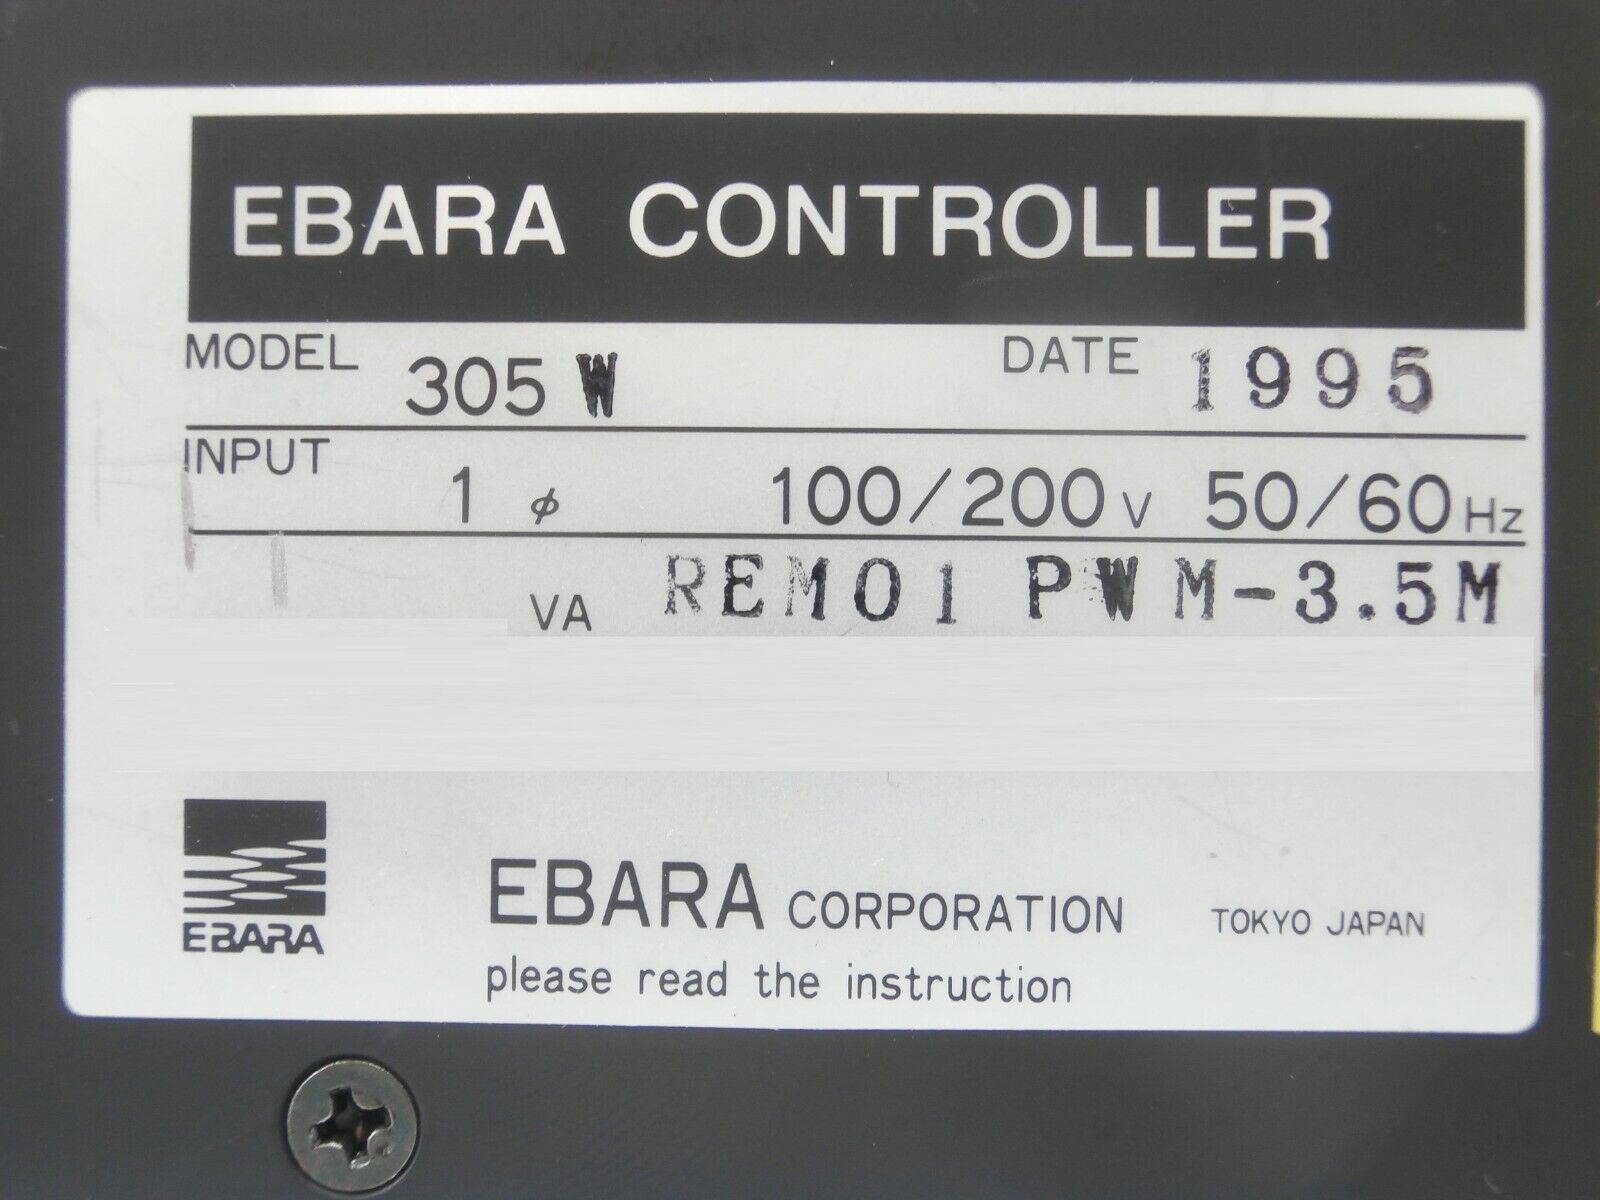 EBARA CONTROLLER
MODEL 305 W DATE 1995
INPUT 1 ϕ 100/200 V 50/60 Hz
VA REM01 PWM-3.5M
EBARA
EBARA CORPORATION TOKYO JAPAN
please read the instruction